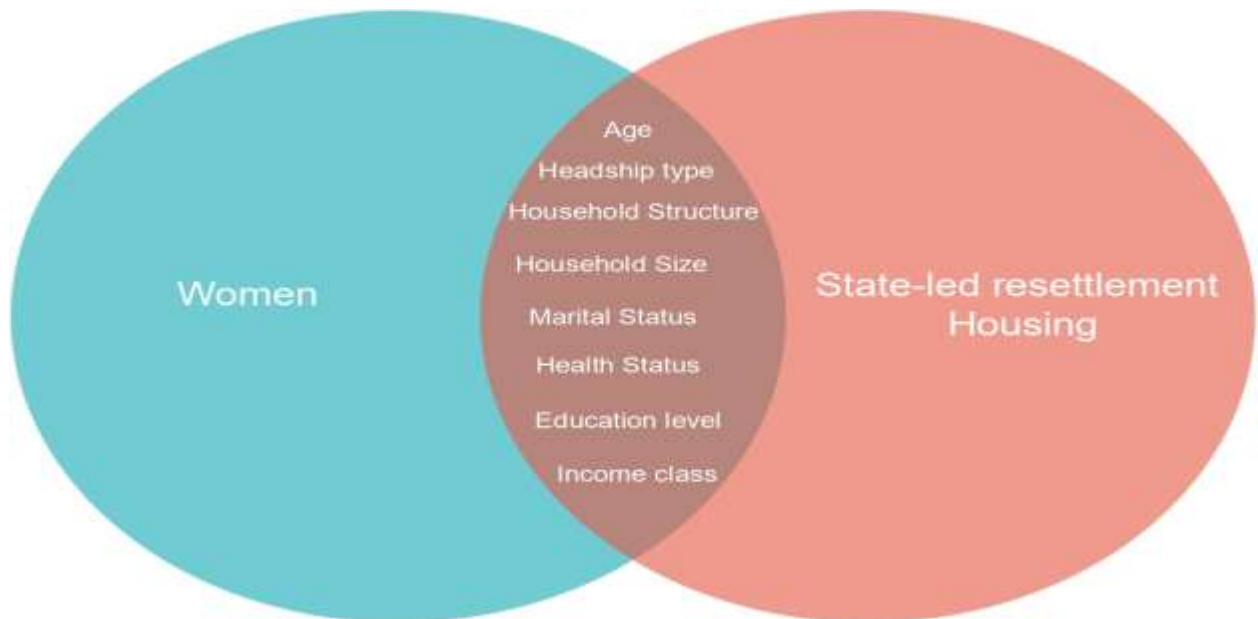 Women
Age
Headship type
Household Structure
Household Size
Marital Status
Health Status
Education level
Income class
State-led resettlement
Housing